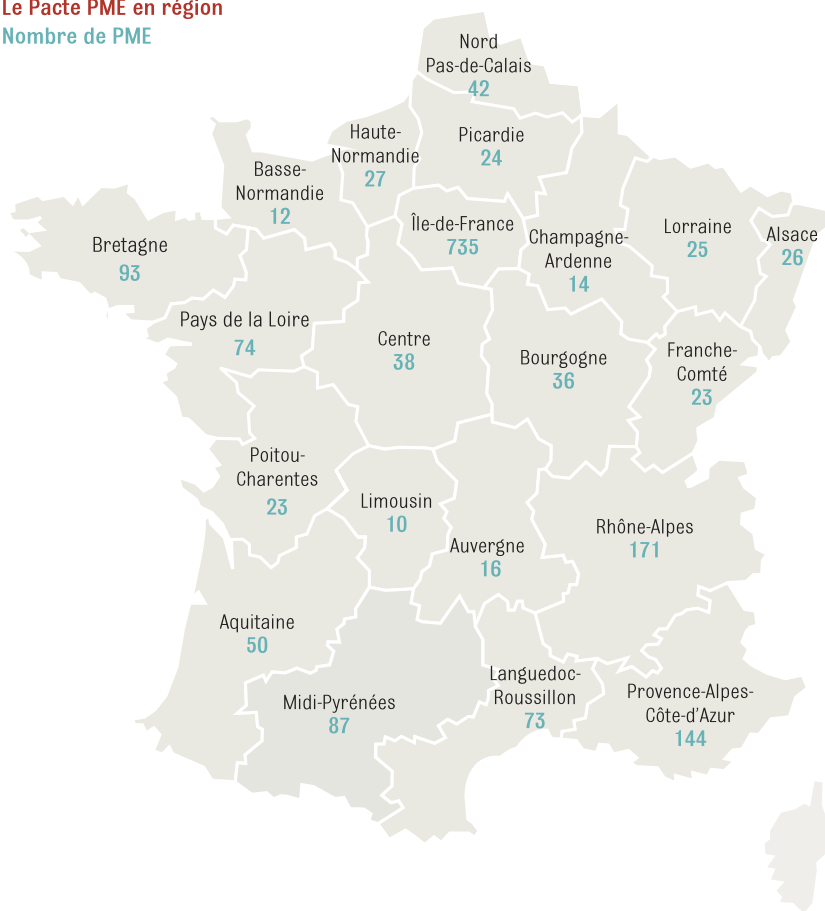 Le Pacte PME en région
Nombre de PME
Nord
Pas-de-Calais
42
Haute-
Normandie
27
Picardie
24
Basse-
Normandie
12
Île-de-France
735
Champagne-
Ardenne
14
Lorraine
25
Alsace
26
Bretagne
93
Pays de la Loire
74
Centre
38
Bourgogne
36
Franche-
Comté
23
Poitou-
Charentes
23
Limousin
10
Auvergne
16
Rhône-Alpes
171
Aquitaine
50
Midi-Pyrénées
87
Languedoc-
Roussillon
73
Provence-Alpes-
Côte-d'Azur
144